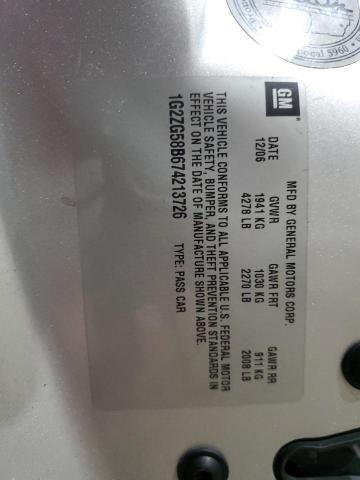 GM
MFD BY GENERAL MOTORS CORP.
DATE GVWR GAWR FRT GAWR RR
12/06 1941 KG 1030 KG 911 KG
4278 LB 2270 LB 2008 LB
THIS VEHICLE CONFORMS TO ALL APPLICABLE U.S. FEDERAL MOTOR
VEHICLE SAFETY, BUMPER, AND THEFT PREVENTION STANDARDS IN
EFFECT ON THE DATE OF MANUFACTURE SHOWN ABOVE.
1G2ZG58B674213726 TYPE: PASS CAR
Local 5960